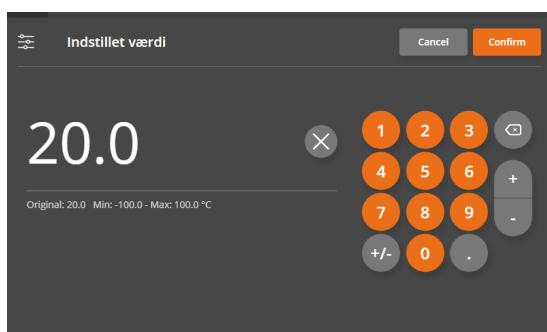 Indstillet værdi
Cancel
Confirm
20.0
1 2 3
4 5 6 +
7 8 9 -
+/- 0 .
Original: 20.0 Min: -100.0 - Max: 100.0 °C